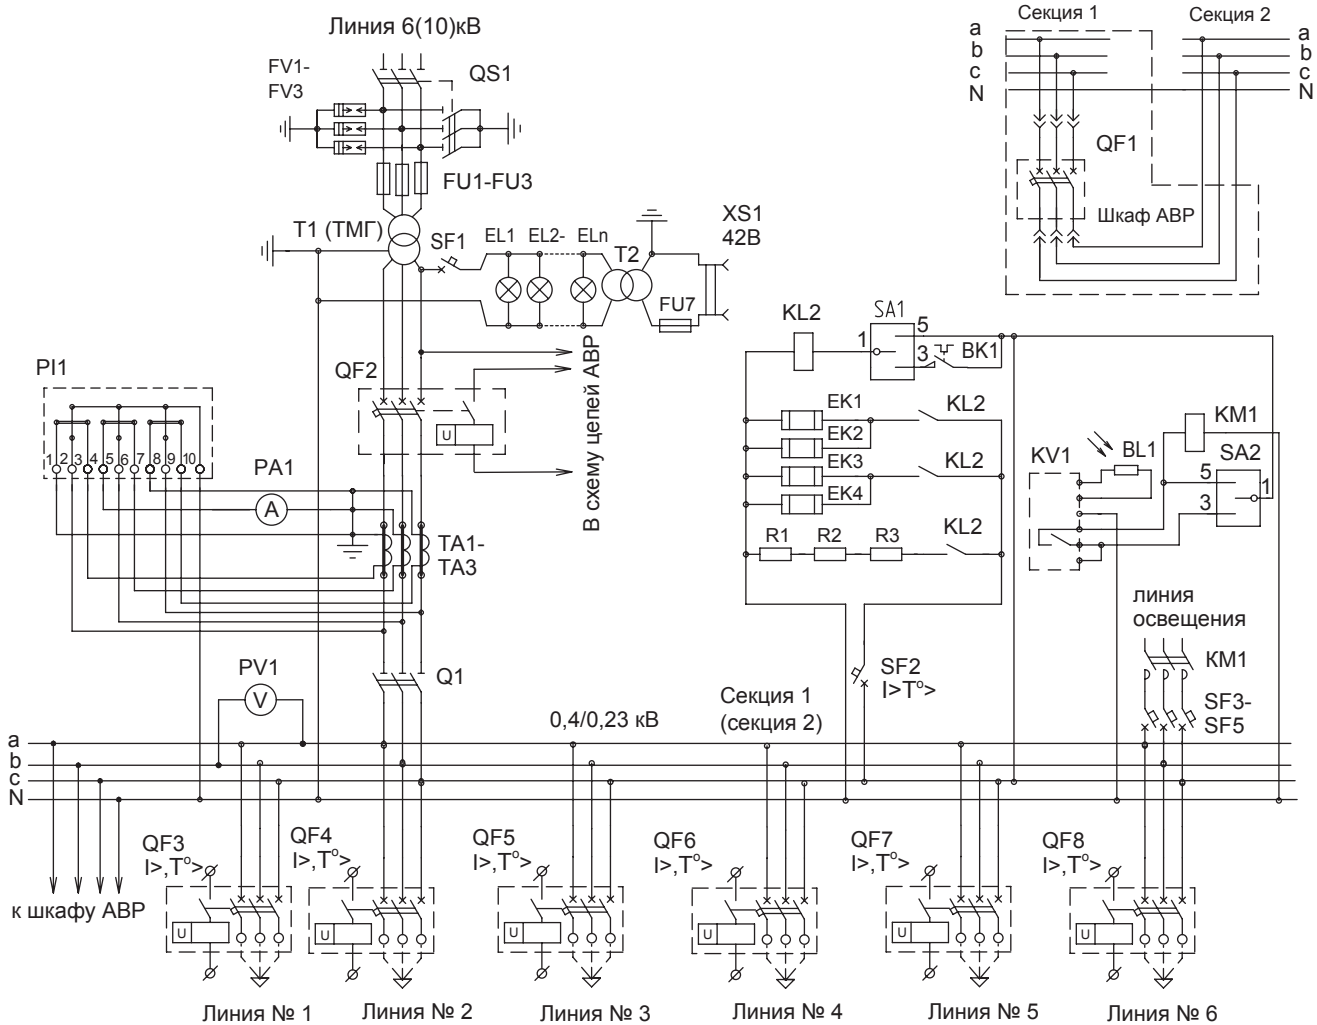 Линия 6(10)кВ
FV1-
FV3
QS1
FU1-FU3
T1 (ТМГ)
SF1
EL1
EL2-
ELn
T2
XS1
42В
FU7
Секция 1
Секция 2
a
b
c
N
a
b
c
N
QF1
Шкаф АВР
PI1
1 2 3 4 5 6 7 8 9 10
QF2
U
В схему цепей АВР
PA1
A
TA1-
TA3
KL2
SA1
1
5
3
BK1
EK1
EK2
EK3
EK4
KL2
KL2
R1
R2
R3
KL2
KV1
BL1
KM1
SA2
5
3
1
линия
освещения
КМ1
SF3-
SF5
SF2
I>T°>
PV1
V
Q1
0,4/0,23 кВ
Секция 1
(секция 2)
a
b
c
N
к шкафу АВР
QF3
I>,T°>
U
Линия № 1
QF4
I>,T°>
U
Линия № 2
QF5
I>,T°>
U
Линия № 3
QF6
I>,T°>
U
Линия № 4
QF7
I>,T°>
U
Линия № 5
QF8
I>,T°>
U
Линия № 6